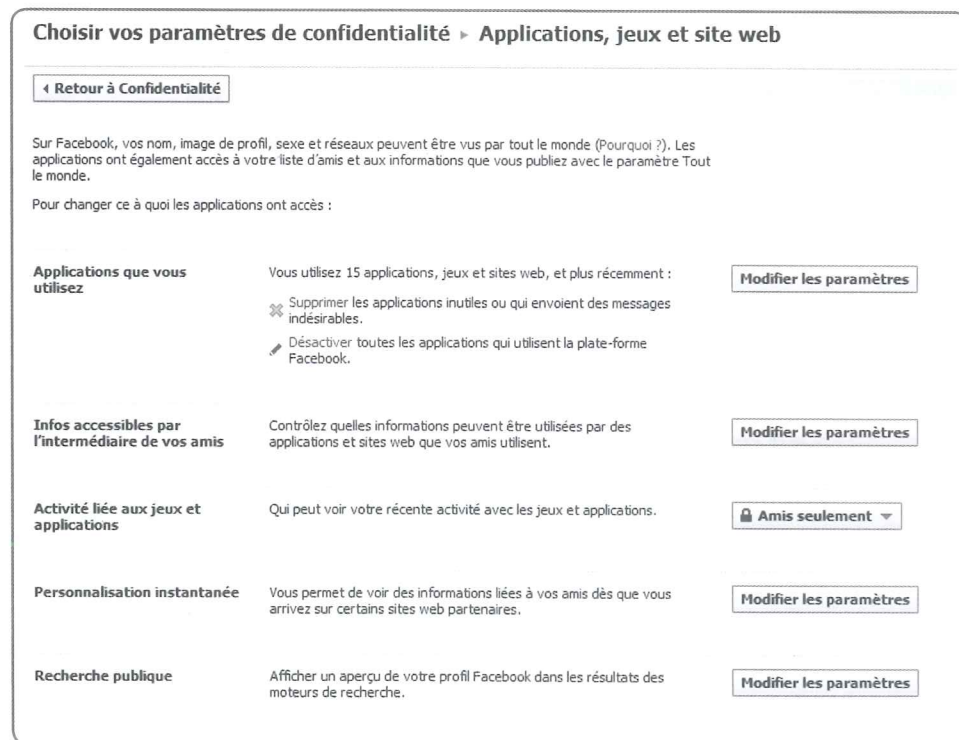 Choisir vos paramètres de confidentialité ▸ Applications, jeux et site web
Retour à Confidentialité
Sur Facebook, vos nom, image de profil, sexe et réseaux peuvent être vus par tout le monde (Pourquoi ?). Les
applications ont également accès à votre liste d'amis et aux informations que vous publiez avec le paramètre Tout
le monde.
Pour changer ce à quoi les applications ont accès :
Applications que vous
utilisez
Vous utilisez 15 applications, jeux et sites web, et plus récemment :
Supprimer les applications inutiles ou qui envoient des messages
indésirables.
Désactiver toutes les applications qui utilisent la plate-forme
Facebook.
Modifier les paramètres
Infos accessibles par
l'intermédiaire de vos amis
Contrôlez quelles informations peuvent être utilisées par des
applications et sites web que vos amis utilisent.
Modifier les paramètres
Activité liée aux jeux et
applications
Qui peut voir votre récente activité avec les jeux et applications.
Amis seulement
Personnalisation instantanée
Vous permet de voir des informations liées à vos amis dès que vous
arrivez sur certains sites web partenaires.
Modifier les paramètres
Recherche publique
Afficher un aperçu de votre profil Facebook dans les résultats des
moteurs de recherche.
Modifier les paramètres